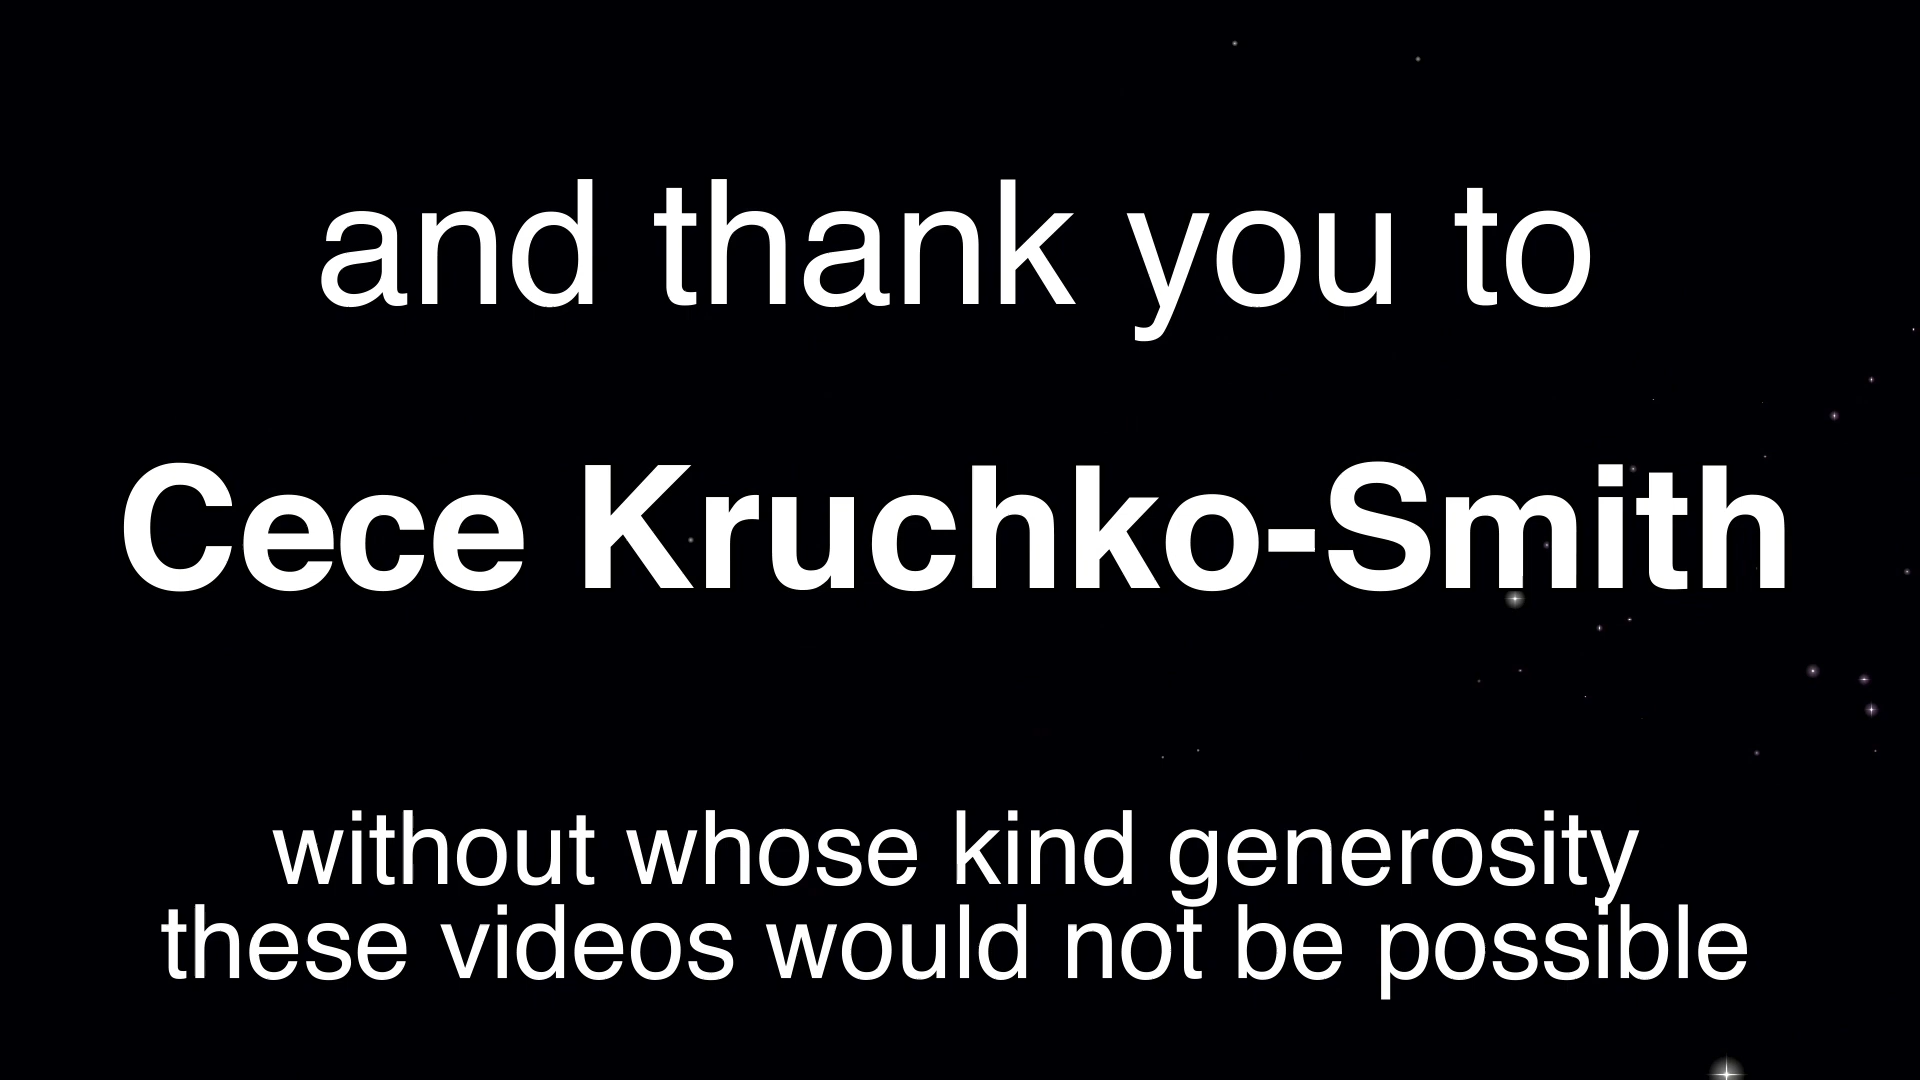 and thank you to
Cece Kruchko-Smith
without whose kind generosity
these videos would not be possible